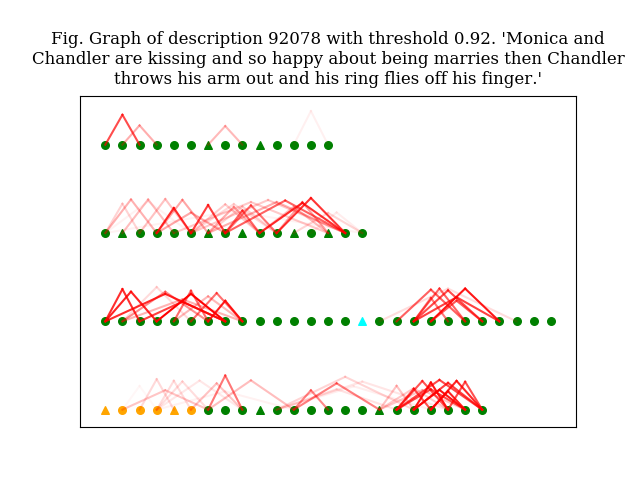 Fig. Graph of description 92078 with threshold 0.92. 'Monica and
Chandler are kissing and so happy about being marries then Chandler
throws his arm out and his ring flies off his finger.'